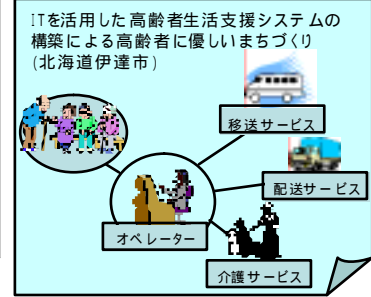 ITを活用した高齢者生活支援システムの
構築による高齢者に優しいまちづくり
(北海道伊達市)
移送サービス
配送サービス
オペレーター
介護サービス